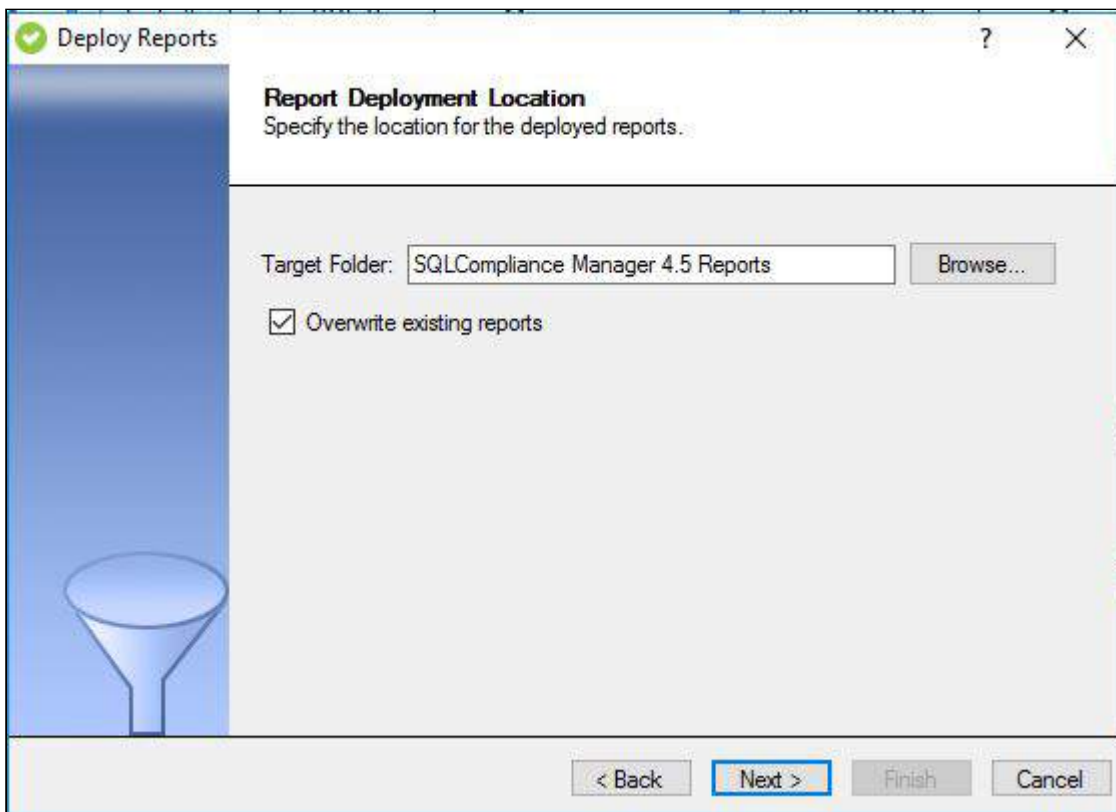 Deploy Reports
?
Report Deployment Location
Specify the location for the deployed reports.
Target Folder: SQLCompliance Manager 4.5 Reports Browse...
Overwrite existing reports
< Back Next > Finish Cancel